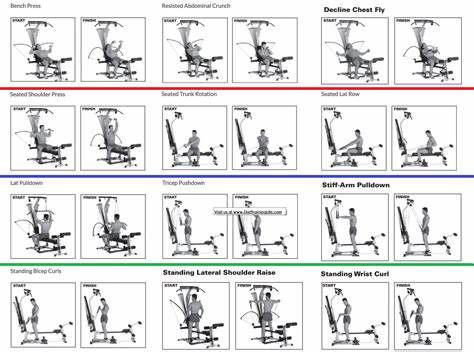 Bench Press
Resisted Abdominal Crunch
Decline Chest Fly
START
FINISH
START
FINISH
START
FINISH
Seated Shoulder Press
Seated Trunk Rotation
Seated Lat Row
START
FINISH
START
FINISH
START
FINISH
Lat Pulldown
Tricep Pushdown
Stiff-Arm Pulldown
START
FINISH
START
FINISH
START
FINISH
Visit us at www.Dietrainingjdle.com
Standing Bicep Curls
Standing Lateral Shoulder Raise
Standing Wrist Curl
START
FINISH
START
FINISH
START
FINISH